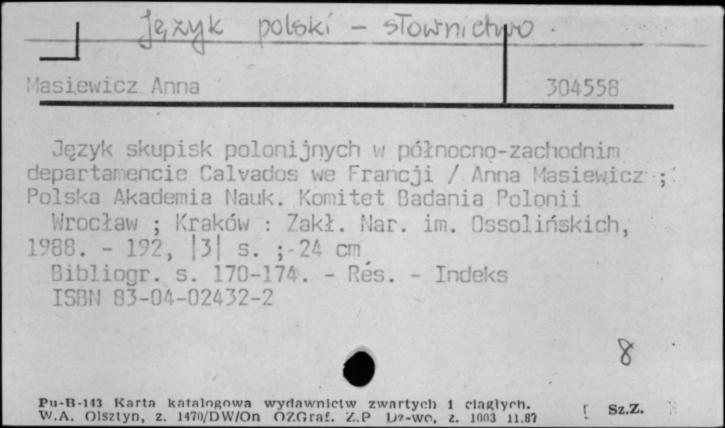 Język polski - słownictwo
Masiewicz Anna 304558
Język skupisk polonijnych w północno-zachodnim
departamencie Calvados we Francji / Anna Masiewicz ;
Polska Akademia Nauk. Komitet Badania Polonii
Wrocław ; Kraków : Zakł. Nar. im. Ossolińskich,
1988. - 192, |3| s. ; 24 cm
Bibliogr. s. 170-174. - Rés. - Indeks
ISBN 83-04-02432-2
8
Pu-B-143 Karta katalogowa wydawnictw zwartych i ciągłych.
W.A. Olsztyn, z. 1470/DW/On OZGraf. Z.P Dz-wo, z. 1003 11.87 Sz.Z.